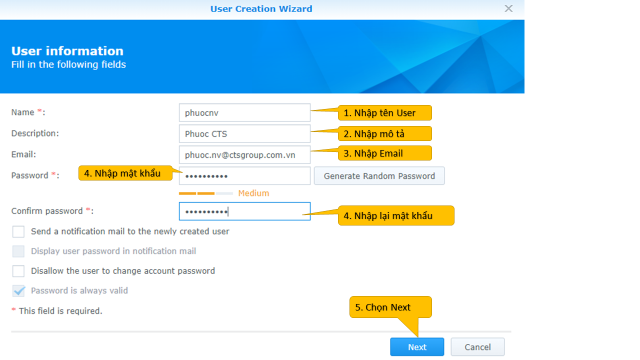 User Creation Wizard
User information
Fill in the following fields
Name *:
phuocnv
1. Nhập tên User
Description:
Phuoc CTS
2. Nhập mô tả
Email:
phuoc.nv@ctsgroup.com.vn
3. Nhập Email
Password *:
4. Nhập mật khẩu
••••••••••
Generate Random Password
Medium
Confirm password *:
••••••••••
4. Nhập lại mật khẩu
Send a notification mail to the newly created user
Display user password in notification mail
Disallow the user to change account password
Password is always valid
* This field is required.
5. Chọn Next
Next
Cancel